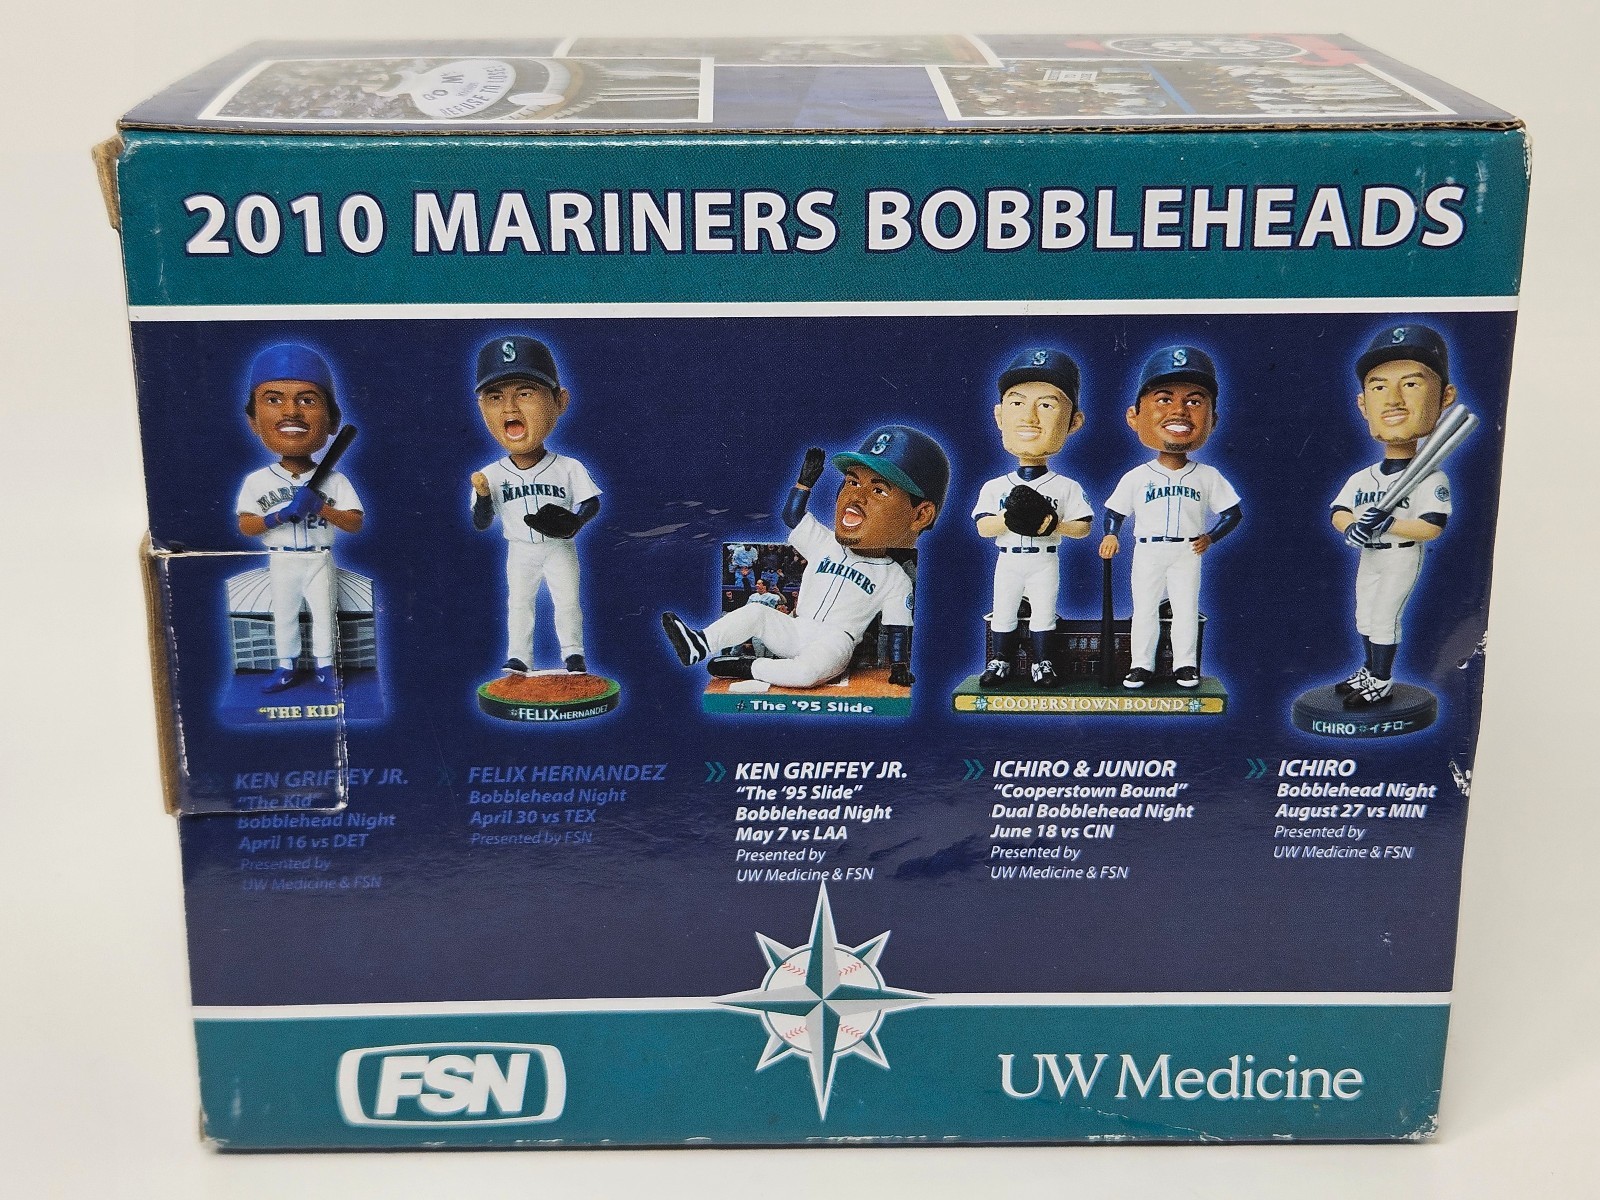 GO M
REFUSE TO LOSE!
2010 MARINERS BOBBLEHEADS
S
S
S
S
S
S
MARINERS
24
MARINERS
MARINERS
MARINERS
"THE KID"
FELIX HERNANDEZ
The '95 Slide
COOPERSTOWN BOUND
ICHIRO イチロー
KEN GRIFFEY JR.
"The Kid"
Bobblehead Night
April 16 vs DET
Presented by
UW Medicine & FSN
FELIX HERNANDEZ
Bobblehead Night
April 30 vs TEX
Presented by FSN
KEN GRIFFEY JR.
"The '95 Slide"
Bobblehead Night
May 7 vs LAA
Presented by
UW Medicine & FSN
ICHIRO & JUNIOR
"Cooperstown Bound"
Dual Bobblehead Night
June 18 vs CIN
Presented by
UW Medicine & FSN
ICHIRO
Bobblehead Night
August 27 vs MIN
Presented by
UW Medicine & FSN
FSN
UW Medicine